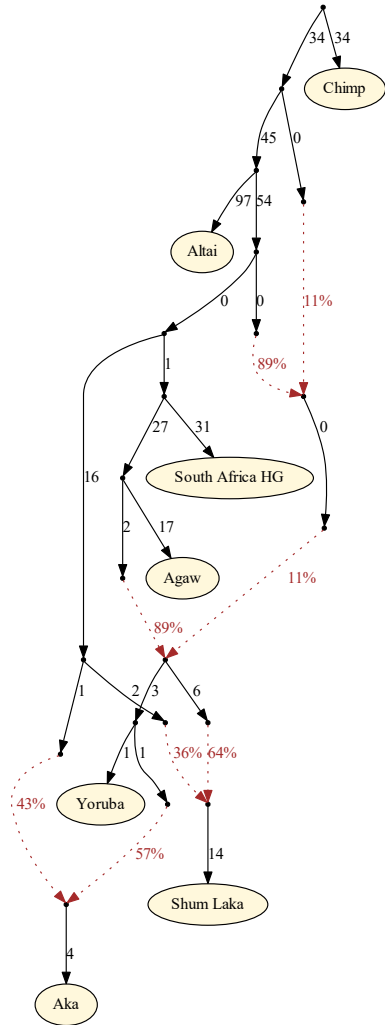 34 34
Chimp
45 0
97 54
Altai
0 0 11%
89%
1
27 31 0
16 South Africa HG
2 17
Agaw
11%
89%
1 2 3 6
1 1 36% 64%
Yoruba
43%
57%
14
Shum Laka
4
Aka